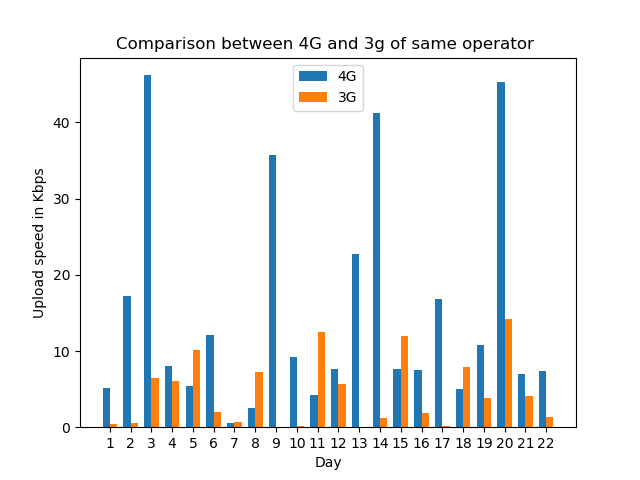 Comparison between 4G and 3g of same operator
4G
3G
Upload speed in Kbps
40
30
20
10
0
1 2 3 4 5 6 7 8 9 10 11 12 13 14 15 16 17 18 19 20 21 22
Day